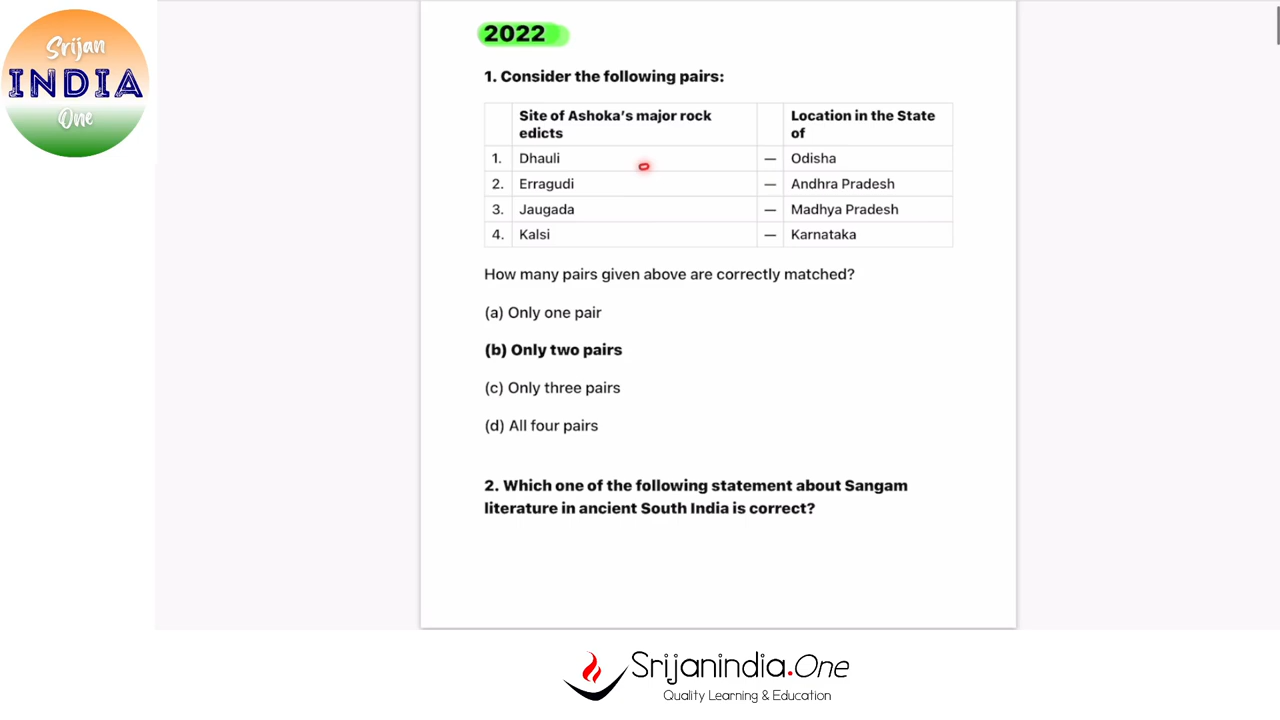 Srijan
INDIA
One
2022
1. Consider the following pairs:
Site of Ashoka's major rock edicts Location in the State of
1. Dhauli — Odisha
2. Erragudi — Andhra Pradesh
3. Jaugada — Madhya Pradesh
4. Kalsi — Karnataka
How many pairs given above are correctly matched?
(a) Only one pair
(b) Only two pairs
(c) Only three pairs
(d) All four pairs
2. Which one of the following statement about Sangam
literature in ancient South India is correct?
Srijanindia.One
Quality Learning & Education